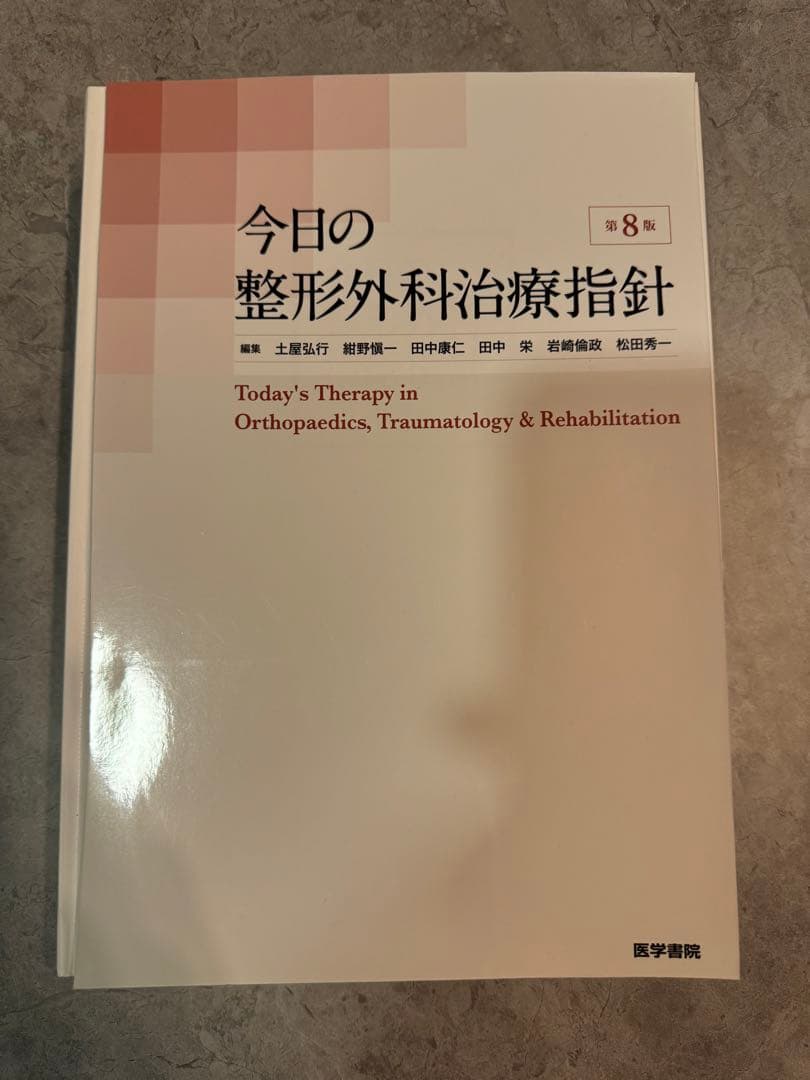 今日の
第8版
整形外科治療指針
編集 土屋弘行 紺野愼一 田中康仁 田中 栄 岩崎倫政 松田秀一
Today's Therapy in
Orthopaedics, Traumatology & Rehabilitation
医学書院